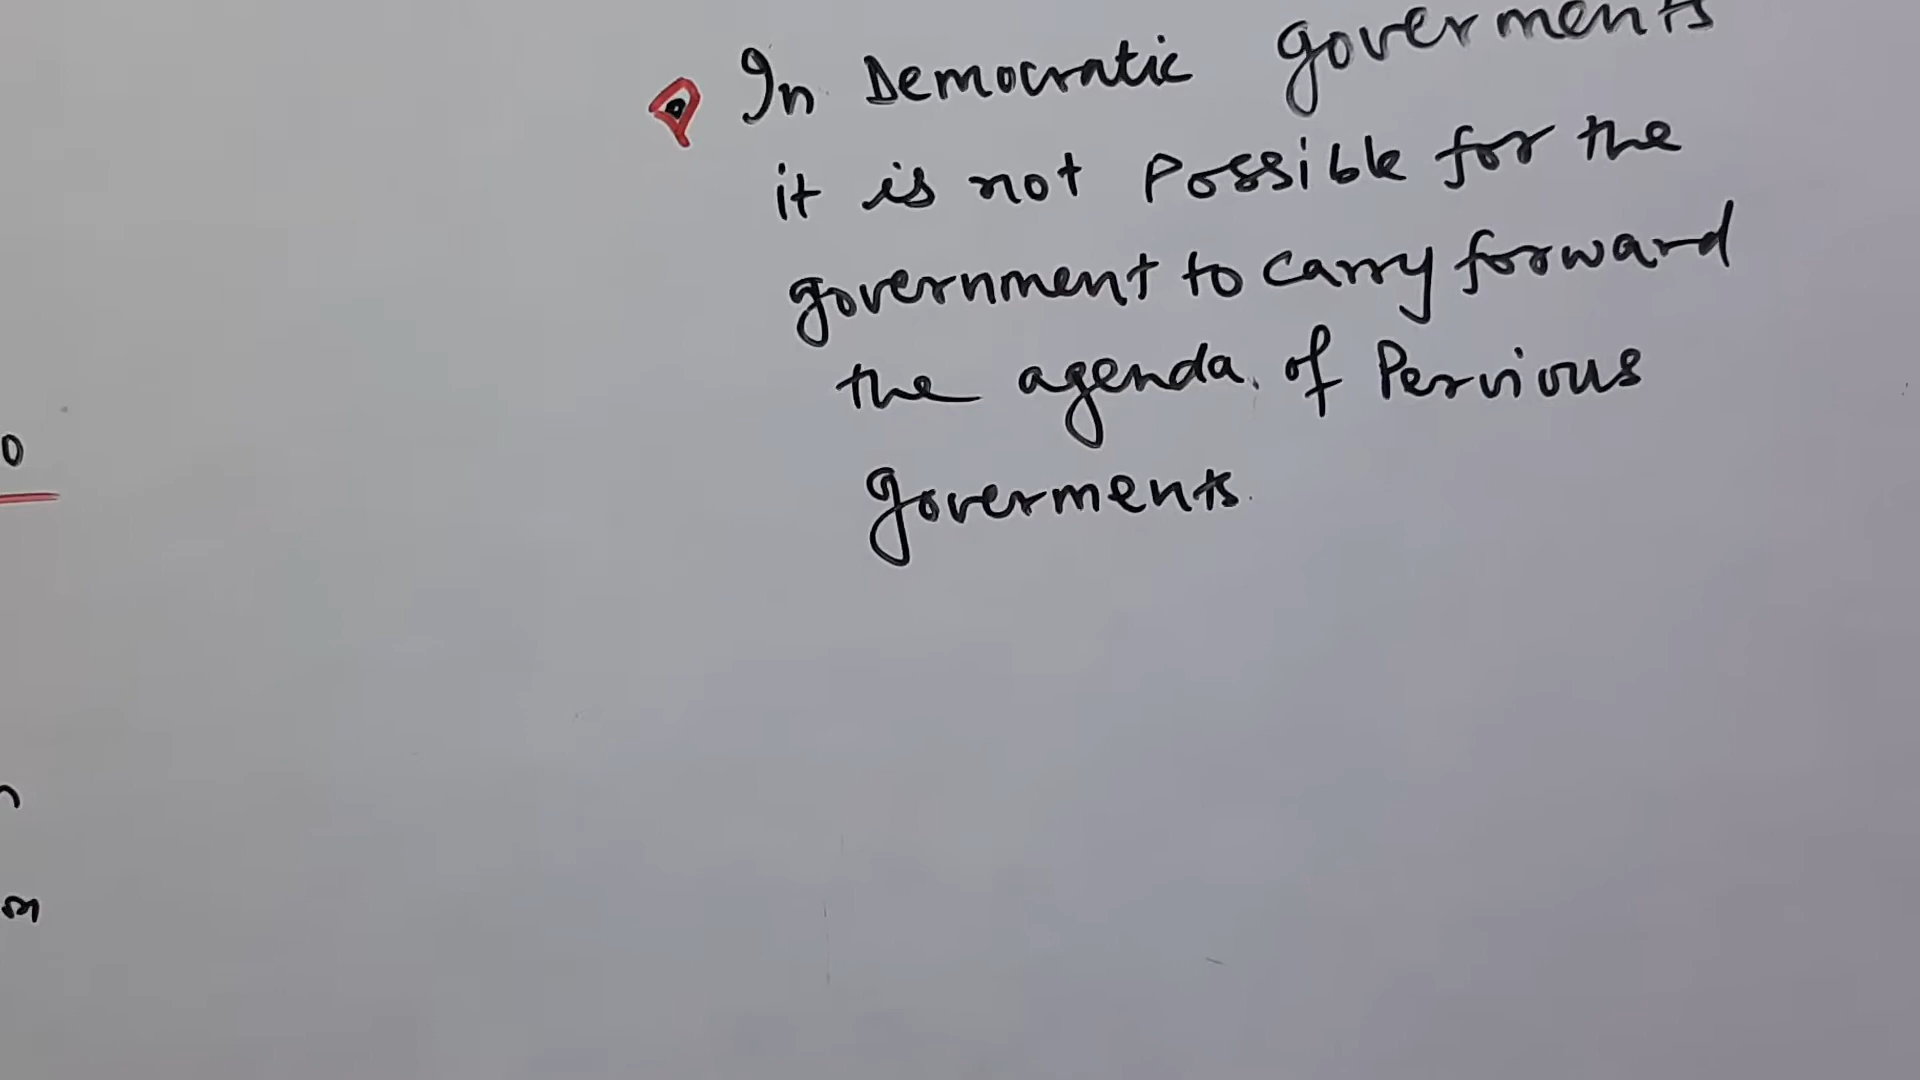 In Democratic goverments
it is not possible for the
government to carry forward
the agenda of Pervious
goverments.